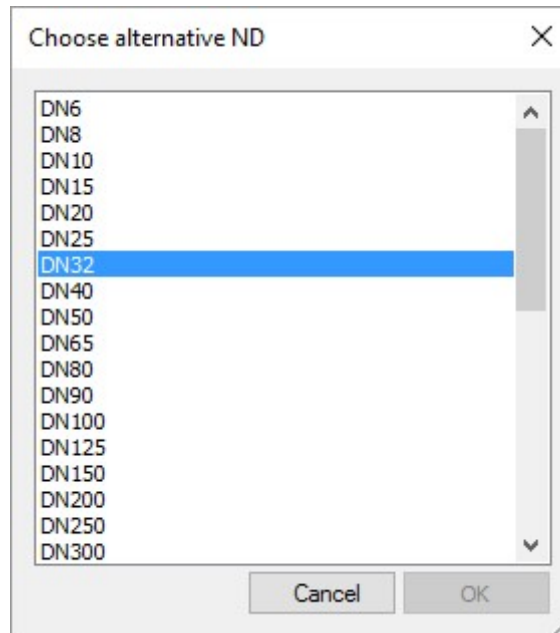 Choose alternative ND
DN6
DN8
DN10
DN15
DN20
DN25
DN32
DN40
DN50
DN65
DN80
DN90
DN100
DN125
DN150
DN200
DN250
DN300
Cancel
OK